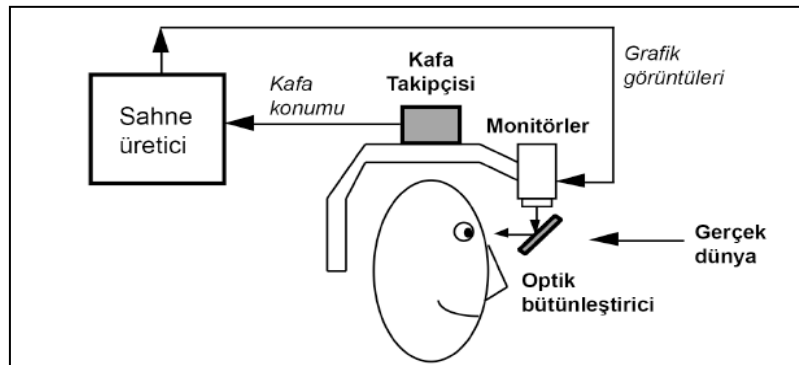 Sahne
üretici
Kafa
konumu
Kafa
Takipçisi
Monitörler
Grafik
görüntüleri
Gerçek
dünya
Optik
bütünleştirici